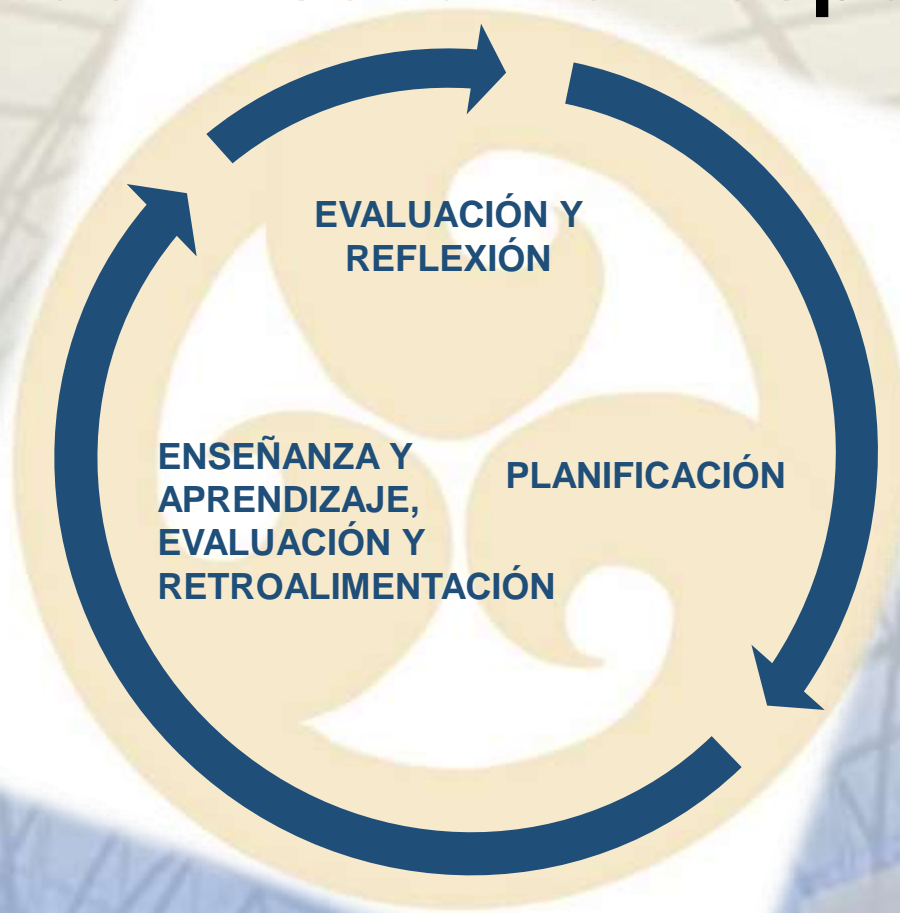 EVALUACIÓN Y
REFLEXIÓN
ENSEÑANZA Y
APRENDIZAJE,
EVALUACIÓN Y
RETROALIMENTACIÓN
PLANIFICACIÓN